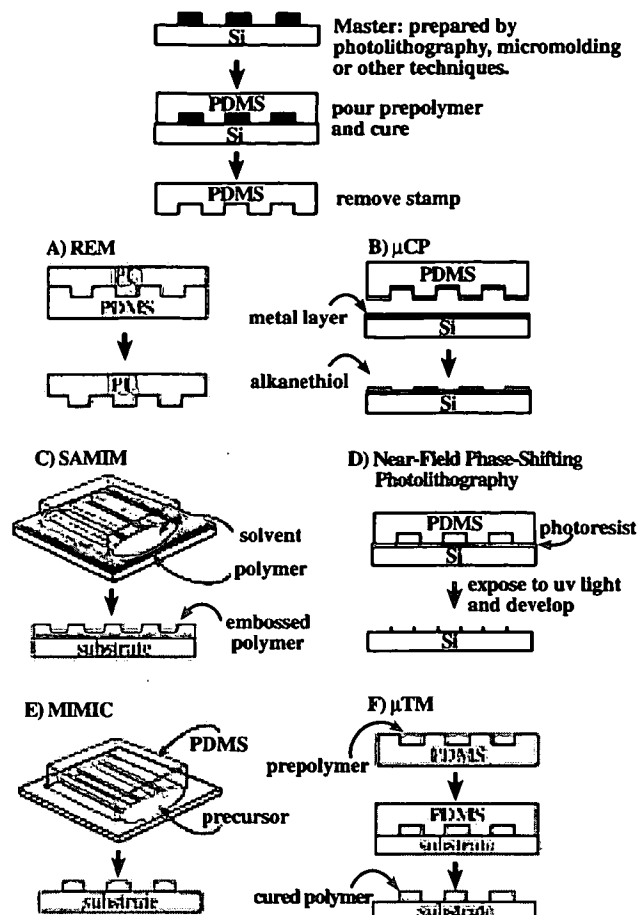 Master: prepared by
photolithography, micromolding
or other techniques.
Si
PDMS
Si
pour prepolymer
and cure
PDMS
remove stamp
A) REM
PU
PDMS
PU
B) μCP
PDMS
metal layer
Si
alkanethiol
Si
C) SAMIM
solvent
polymer
embossed
polymer
substrate
D) Near-Field Phase-Shifting
Photolithography
PDMS
photoresist
Si
expose to uv light
and develop
Si
E) MIMIC
PDMS
precursor
substrate
F) μTM
prepolymer
PDMS
PDMS
substrate
cured polymer
substrate